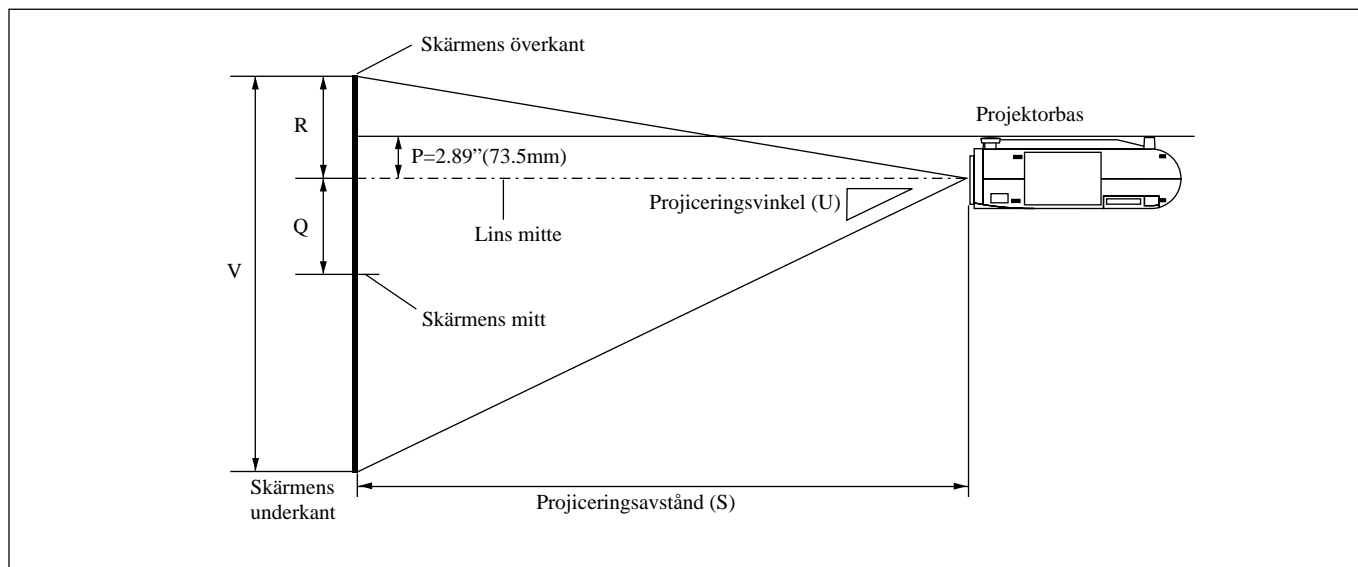 Skärmens överkant
Projektorbas
R
P=2.89”(73.5mm)
Projiceringsvinkel (U)
Lins mitte
Q
V
Skärmens mitt
Skärmens
underkant
Projiceringsavstånd (S)